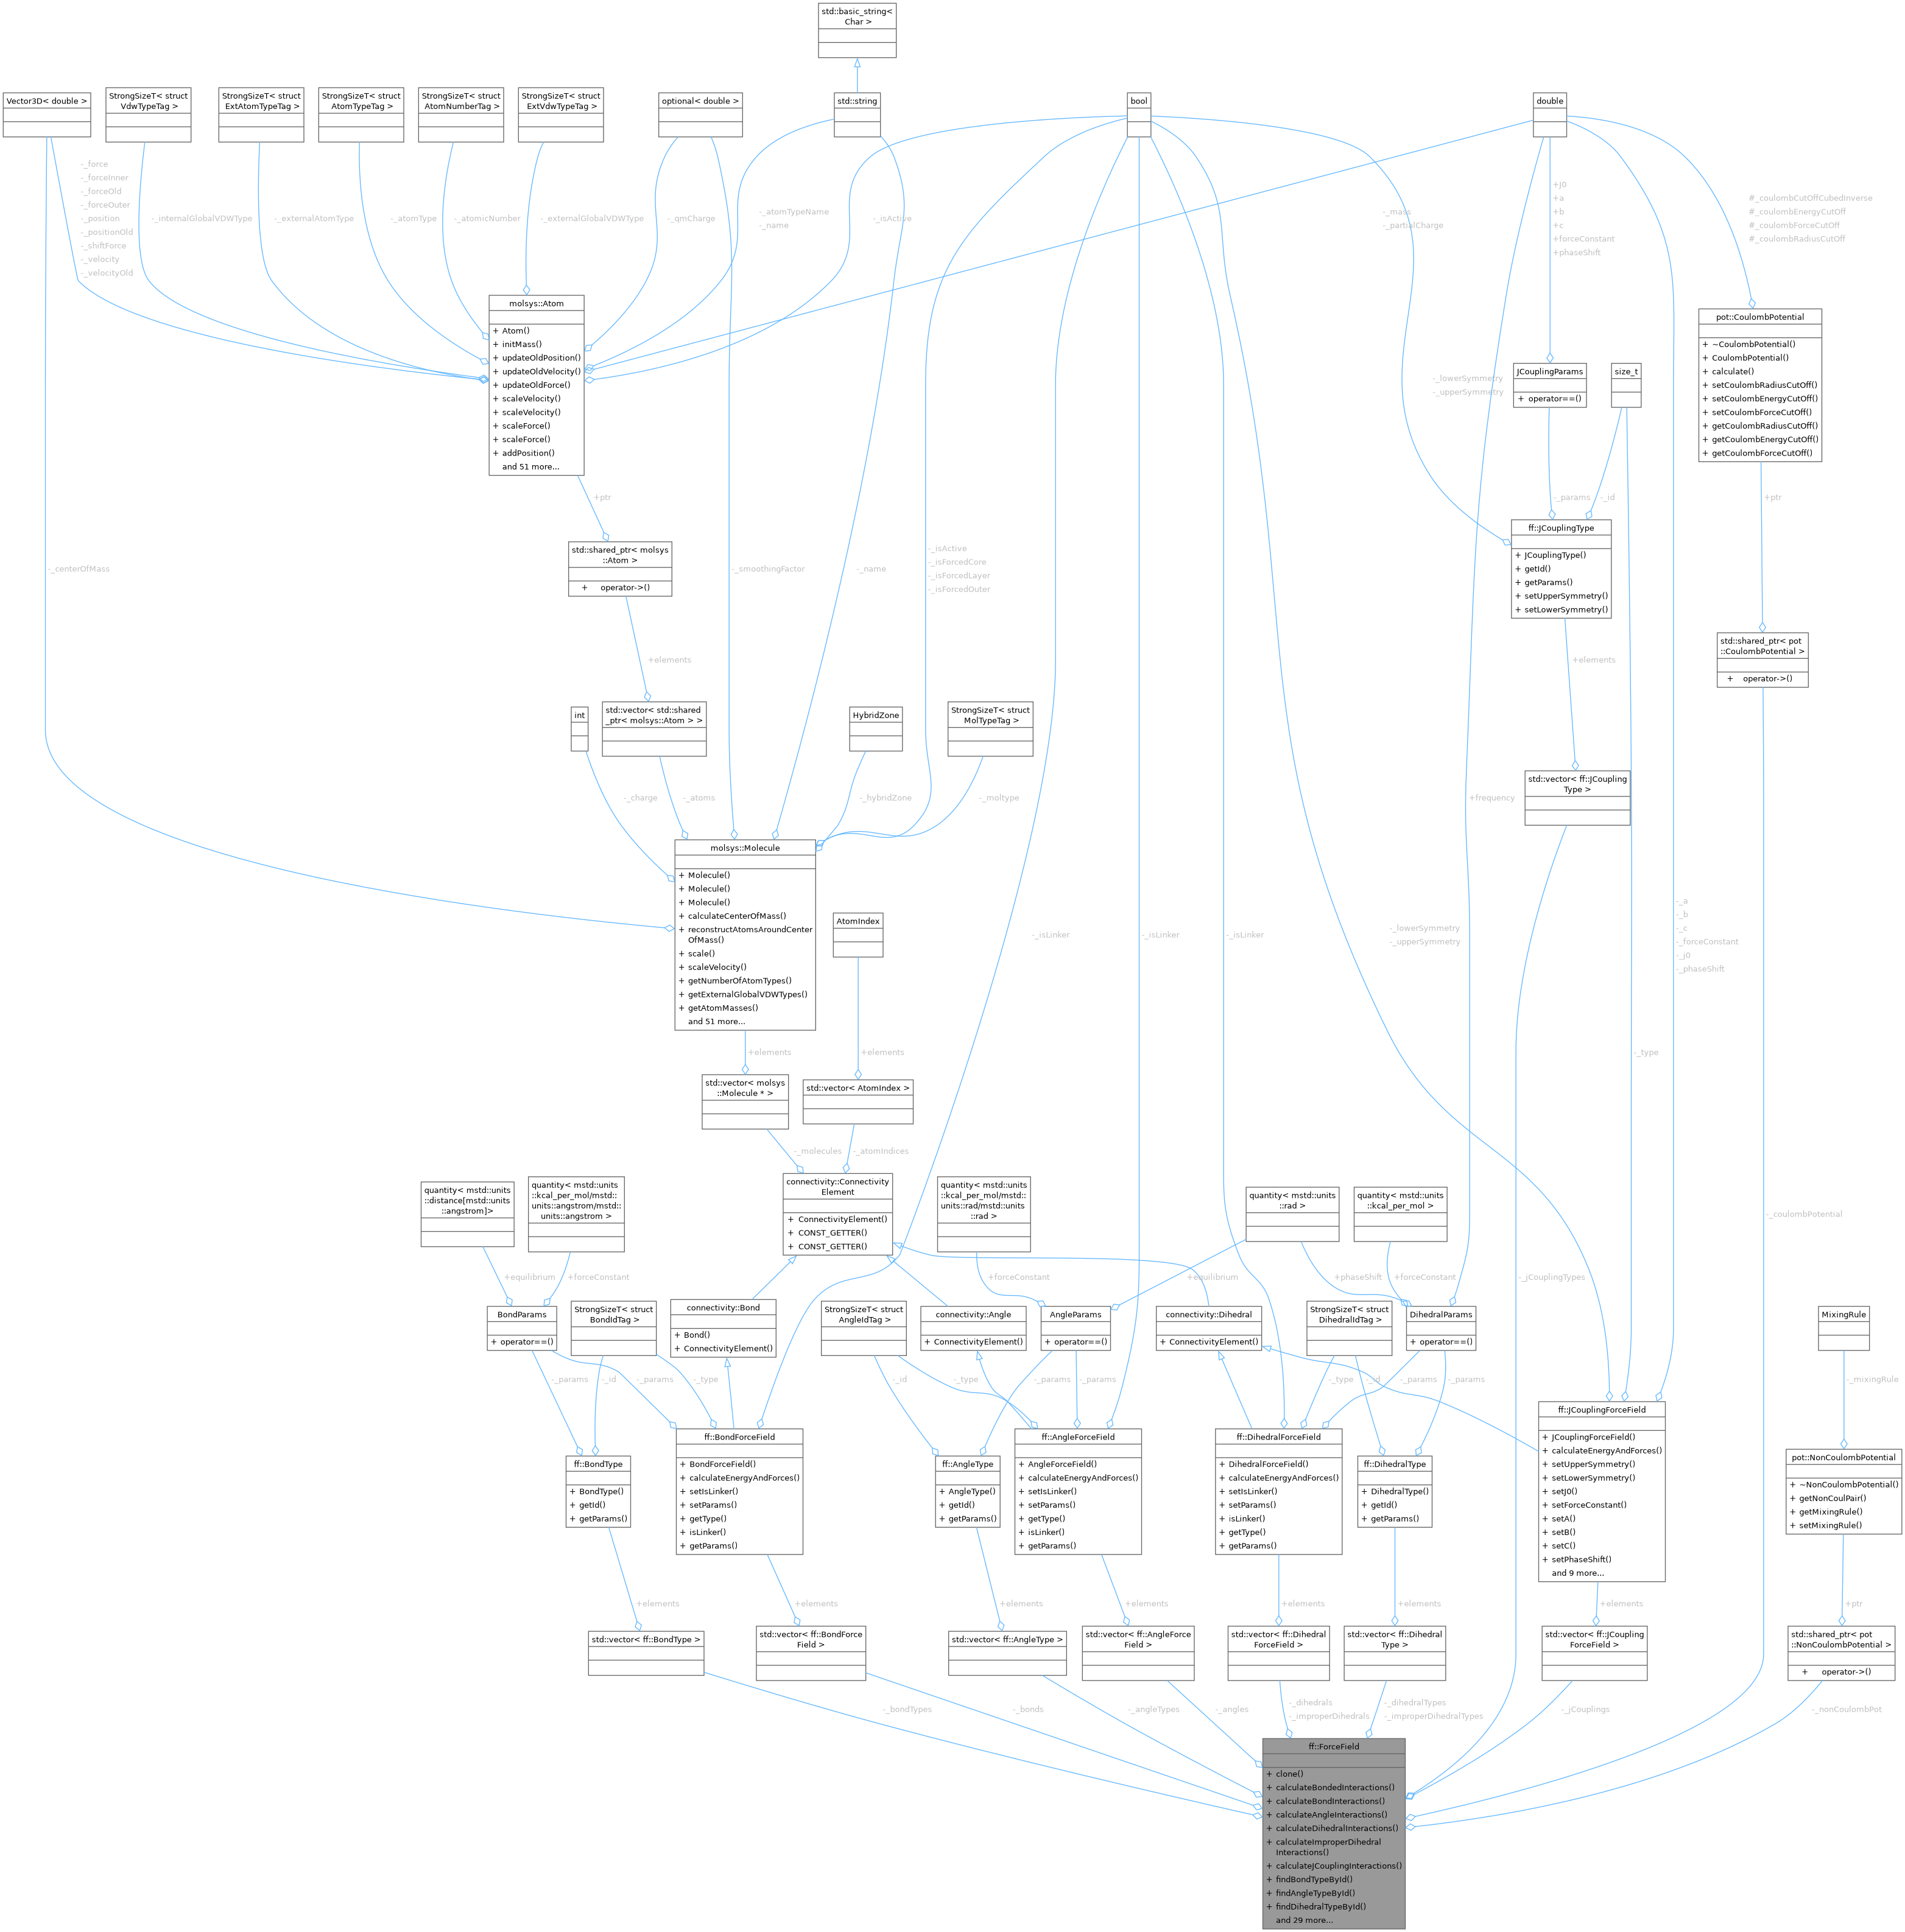 std::basic_string<
Char >
Vector3D< double >
StrongSizeT< struct
VdwTypeTag >
StrongSizeT< struct
ExtAtomTypeTag >
StrongSizeT< struct
AtomTypeTag >
StrongSizeT< struct
AtomNumberTag >
StrongSizeT< struct
ExtVdwTypeTag >
optional< double >
std::string
bool
double
-_force
-_forceInner
-_forceOld
-_forceOuter
-_position
-_positionOld
-_shiftForce
-_velocity
-_velocityOld
-_internalGlobalVDWType
-_externalAtomType
-_atomType
-_atomicNumber
-_externalGlobalVDWType
-_qmCharge
-_atomTypeName
-_name
-_isActive
-_mass
-_partialCharge
+j0
+a
+b
+c
+forceConstant
+phaseShift
#_coulombCutOffCubedInverse
#_coulombEnergyCutOff
#_coulombForceCutOff
#_coulombRadiusCutOff
molsys::Atom
+ Atom()
+ initMass()
+ updateOldPosition()
+ updateOldVelocity()
+ updateOldForce()
+ scaleVelocity()
+ scaleVelocity()
+ scaleForce()
+ scaleForce()
+ addPosition()
and 51 more...
pot::CoulombPotential
+ ~CoulombPotential()
+ CoulombPotential()
+ calculate()
+ setCoulombRadiusCutOff()
+ setCoulombEnergyCutOff()
+ setCoulombForceCutOff()
+ getCoulombRadiusCutOff()
+ getCoulombEnergyCutOff()
+ getCoulombForceCutOff()
JCouplingParams
+ operator==()
size_t
-_lowerSymmetry
-_upperSymmetry
+ptr
-_params
-_id
+ptr
std::shared_ptr< molsys
::Atom >
+ operator->()
ff::JCouplingType
+ JCouplingType()
+ getId()
+ getParams()
+ setUpperSymmetry()
+ setLowerSymmetry()
-_centerOfMass
-_smoothingFactor
-_name
-_isActive
-_isForcedCore
-_isForcedLayer
-_isForcedOuter
+elements
+elements
std::shared_ptr< pot
::CoulombPotential >
+ operator->()
int
std::vector< std::shared
_ptr< molsys::Atom > >
HybridZone
StrongSizeT< struct
MolTypeTag >
std::vector< ff::JCoupling
Type >
-_charge
-_atoms
-_hybridZone
-_moltype
+frequency
molsys::Molecule
+ Molecule()
+ Molecule()
+ Molecule()
+ calculateCenterOfMass()
+ reconstructAtomsAroundCenter
OfMass()
+ scale()
+ scaleVelocity()
+ getNumberOfAtomTypes()
+ getExternalGlobalVDWTypes()
+ getAtomMasses()
and 51 more...
AtomIndex
-_isLinker
-_isLinker
-_isLinker
-_lowerSymmetry
-_upperSymmetry
-_a
-_b
-_c
-_forceConstant
-_j0
-_phaseShift
+elements
+elements
-_type
std::vector< molsys
::Molecule * >
std::vector< AtomIndex >
-_molecules
-_atomIndices
quantity< mstd::units
::distance[mstd::units
::angstrom]>
quantity< mstd::units
::kcal_per_mol/mstd::
units::angstrom/mstd::
units::angstrom >
connectivity::Connectivity
Element
+ ConnectivityElement()
+ CONST_GETTER()
+ CONST_GETTER()
quantity< mstd::units
::kcal_per_mol/mstd::
units::rad/mstd::units
::rad >
quantity< mstd::units
::rad >
quantity< mstd::units
::kcal_per_mol >
-_coulombPotential
+equilibrium
+forceConstant
+forceConstant
+equilibrium
+phaseShift
+forceConstant
-_jCouplingTypes
BondParams
+ operator==()
StrongSizeT< struct
BondIdTag >
connectivity::Bond
+ Bond()
+ ConnectivityElement()
StrongSizeT< struct
AngleIdTag >
connectivity::Angle
+ ConnectivityElement()
AngleParams
+ operator==()
connectivity::Dihedral
+ ConnectivityElement()
StrongSizeT< struct
DihedralIdTag >
DihedralParams
+ operator==()
MixingRule
-_params
-_id
-_params
-_type
-_id
-_type
-_params
-_params
-_type
-_id
-_params
-_params
-_mixingRule
ff::BondType
+ BondType()
+ getId()
+ getParams()
ff::BondForceField
+ BondForceField()
+ calculateEnergyAndForces()
+ setIsLinker()
+ setParams()
+ getType()
+ isLinker()
+ getParams()
ff::AngleType
+ AngleType()
+ getId()
+ getParams()
ff::AngleForceField
+ AngleForceField()
+ calculateEnergyAndForces()
+ setIsLinker()
+ setParams()
+ getType()
+ isLinker()
+ getParams()
ff::DihedralForceField
+ DihedralForceField()
+ calculateEnergyAndForces()
+ setIsLinker()
+ setParams()
+ isLinker()
+ getType()
+ getParams()
ff::DihedralType
+ DihedralType()
+ getId()
+ getParams()
ff::JCouplingForceField
+ JCouplingForceField()
+ calculateEnergyAndForces()
+ setUpperSymmetry()
+ setLowerSymmetry()
+ setJ0()
+ setForceConstant()
+ setA()
+ setB()
+ setC()
+ setPhaseShift()
and 9 more...
pot::NonCoulombPotential
+ ~NonCoulombPotential()
+ getNonCoulPair()
+ getMixingRule()
+ setMixingRule()
+elements
+elements
+elements
+elements
+elements
+elements
+elements
+ptr
std::vector< ff::BondType >
std::vector< ff::BondForce
Field >
std::vector< ff::AngleType >
std::vector< ff::AngleForce
Field >
std::vector< ff::Dihedral
ForceField >
std::vector< ff::Dihedral
Type >
std::vector< ff::JCoupling
ForceField >
std::shared_ptr< pot
::NonCoulombPotential >
+ operator->()
-_bondTypes
-_bonds
-_angleTypes
-_angles
-_dihedrals
-_improperDihedrals
-_dihedralTypes
-_improperDihedralTypes
-_jCouplings
-_nonCoulombPot
ff::ForceField
+ clone()
+ calculateBondedInteractions()
+ calculateBondInteractions()
+ calculateAngleInteractions()
+ calculateDihedralInteractions()
+ calculateImproperDihedral
Interactions()
+ calculateJCouplingInteractions()
+ findBondTypeById()
+ findAngleTypeById()
+ findDihedralTypeById()
and 29 more...